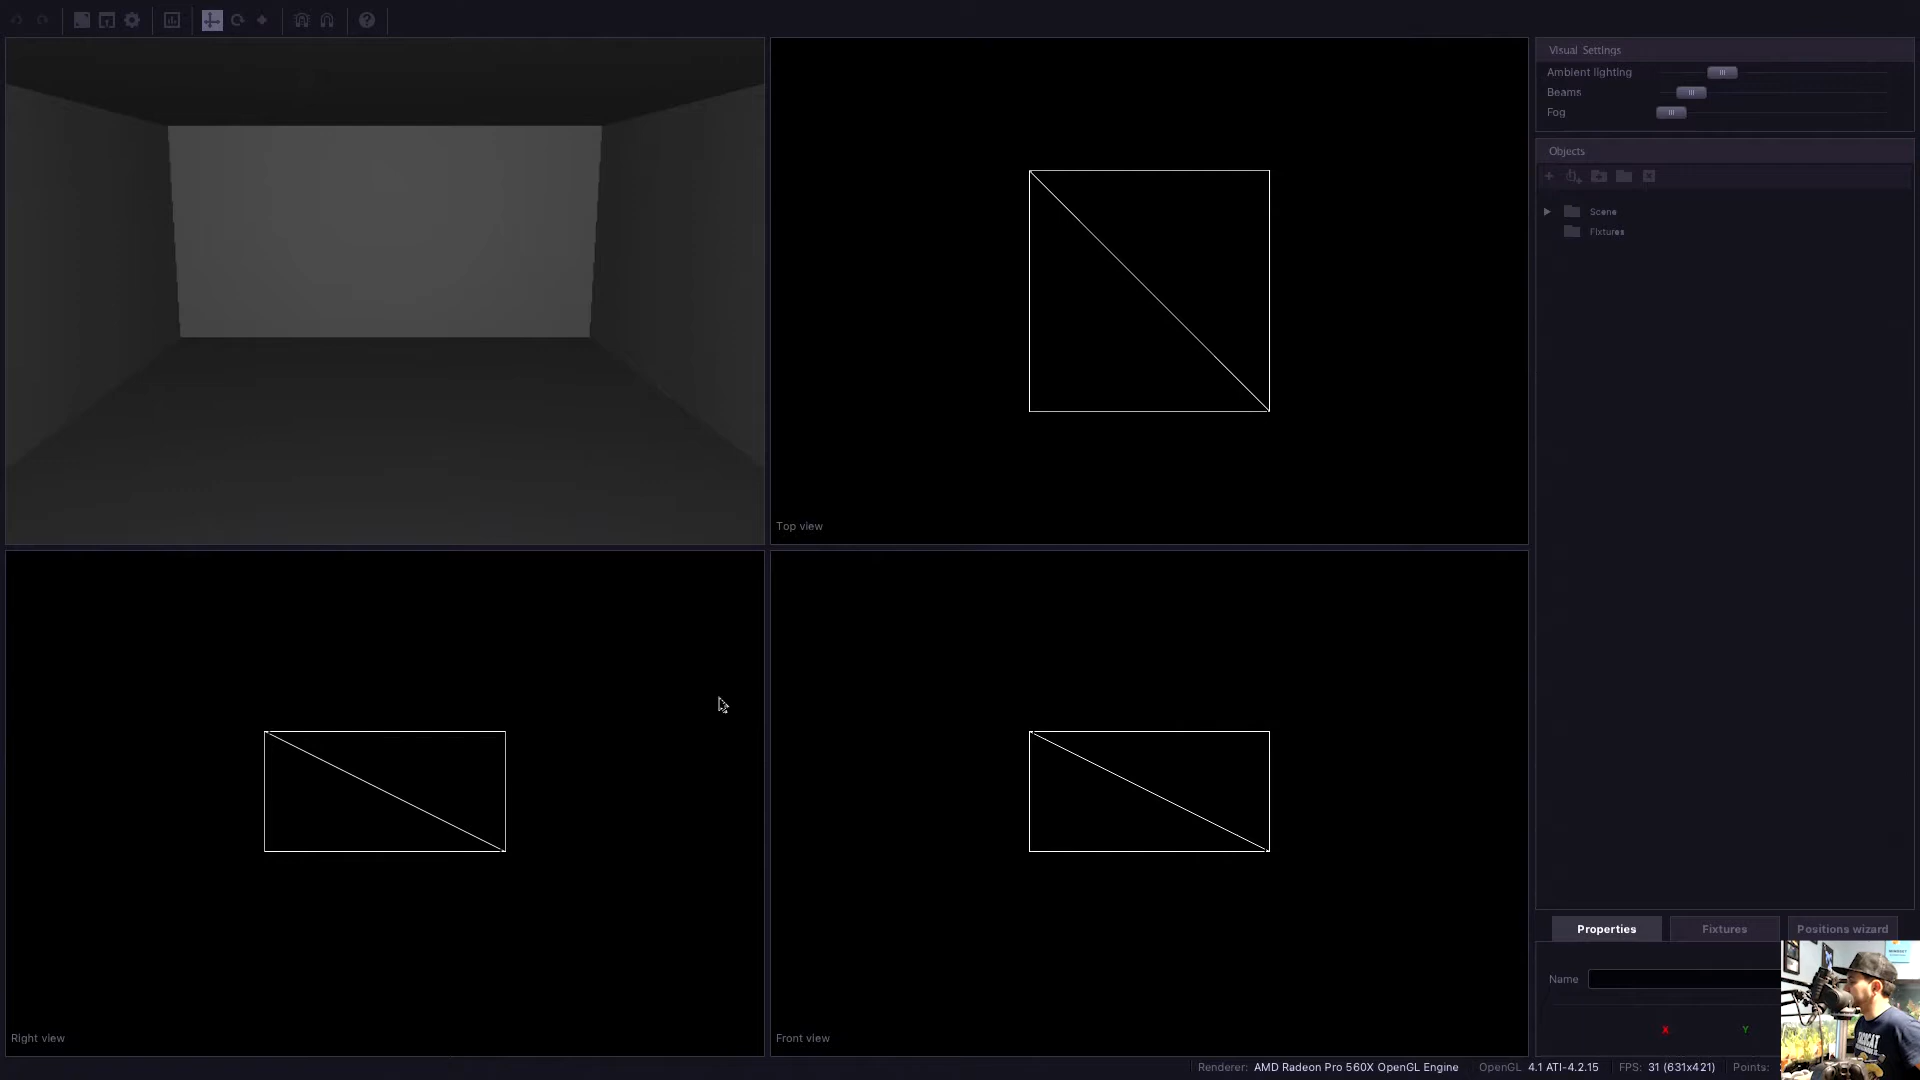 Visual Settings
Ambient lighting
Beams
Fog
Objects
Scene
Fixtures
Top view
Right view
Front view
Properties
Fixtures
Positions wizard
Name
X
Y
TACOCAT
Renderer: AMD Radeon Pro 560X OpenGL Engine
OpenGL 4.1 ATI-4.2.15
FPS: 31 (631x421)
Points: